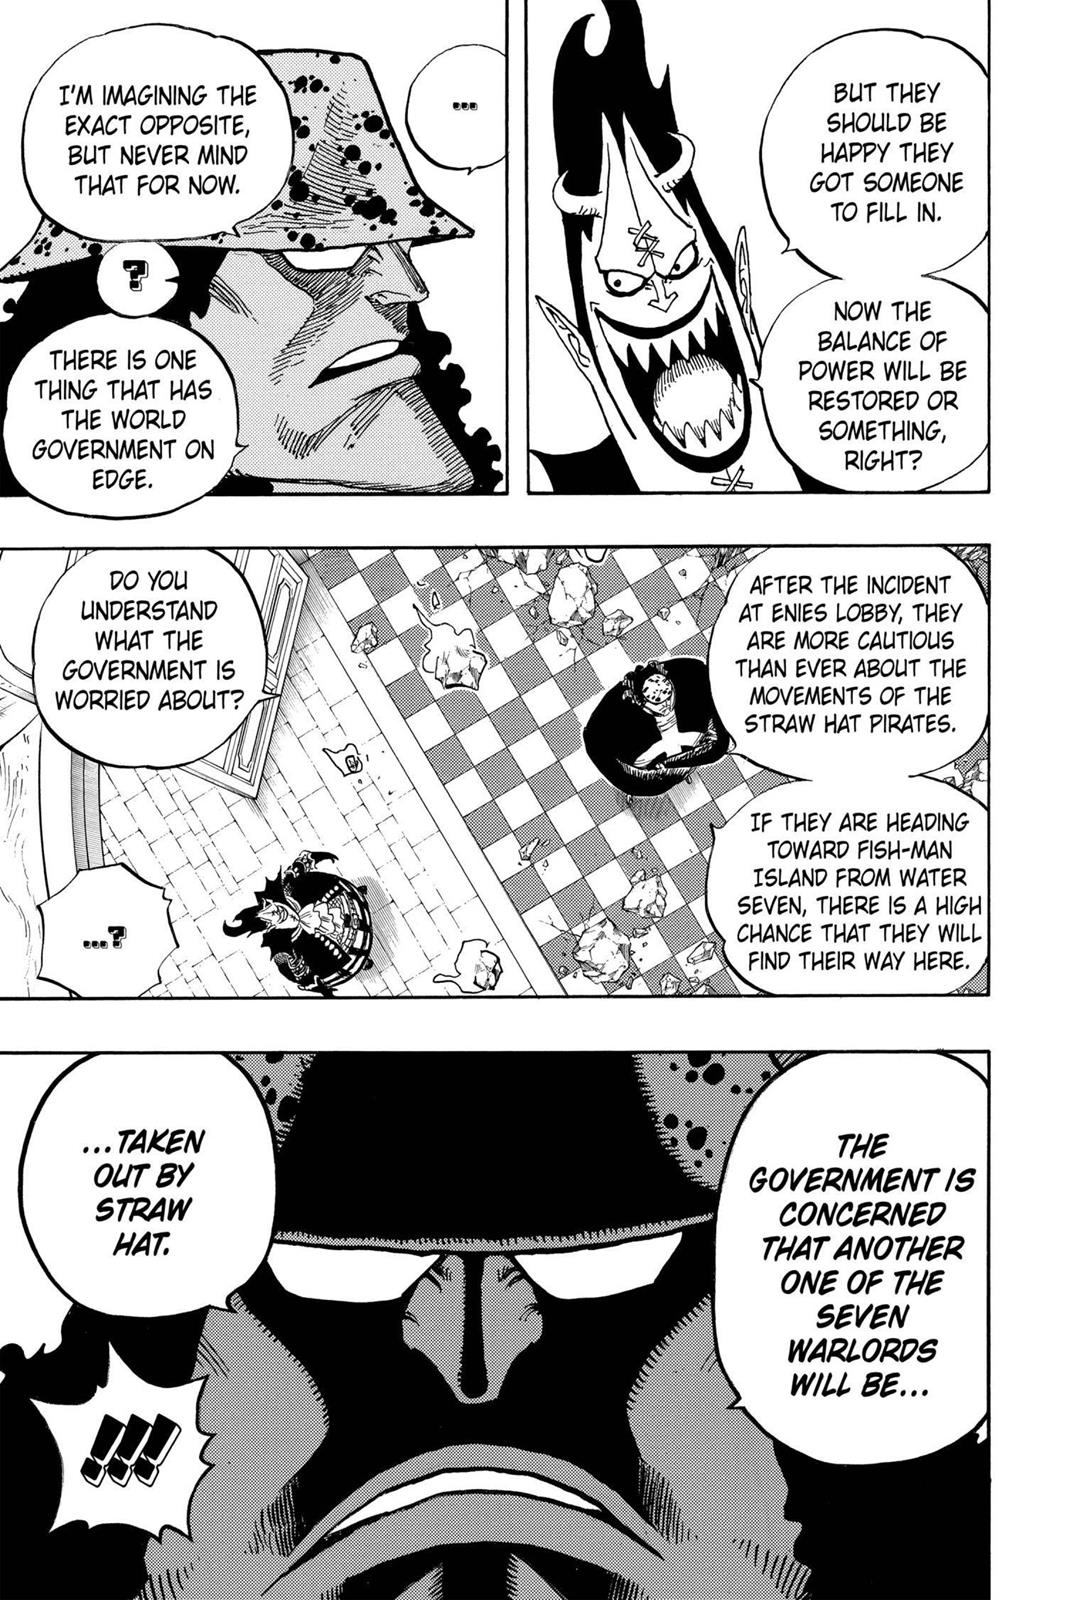 BUT THEY
SHOULD BE
HAPPY THEY
GOT SOMEONE
TO FILL IN.
NOW THE
BALANCE OF
POWER WILL BE
RESTORED OR
SOMETHING,
RIGHT?
...
I'M IMAGINING THE
EXACT OPPOSITE,
BUT NEVER MIND
THAT FOR NOW.
?
THERE IS ONE
THING THAT HAS
THE WORLD
GOVERNMENT ON
EDGE.
AFTER THE INCIDENT
AT ENIES LOBBY, THEY
ARE MORE CAUTIOUS
THAN EVER ABOUT THE
MOVEMENTS OF THE
STRAW HAT PIRATES.
IF THEY ARE HEADING
TOWARD FISH-MAN
ISLAND FROM WATER
SEVEN, THERE IS A HIGH
CHANCE THAT THEY WILL
FIND THEIR WAY HERE.
DO YOU
UNDERSTAND
WHAT THE
GOVERNMENT IS
WORRIED ABOUT?
...?
THE
GOVERNMENT IS
CONCERNED
THAT ANOTHER
ONE OF THE
SEVEN
WARLORDS
WILL BE...
...TAKEN
OUT BY
STRAW
HAT.
!!!